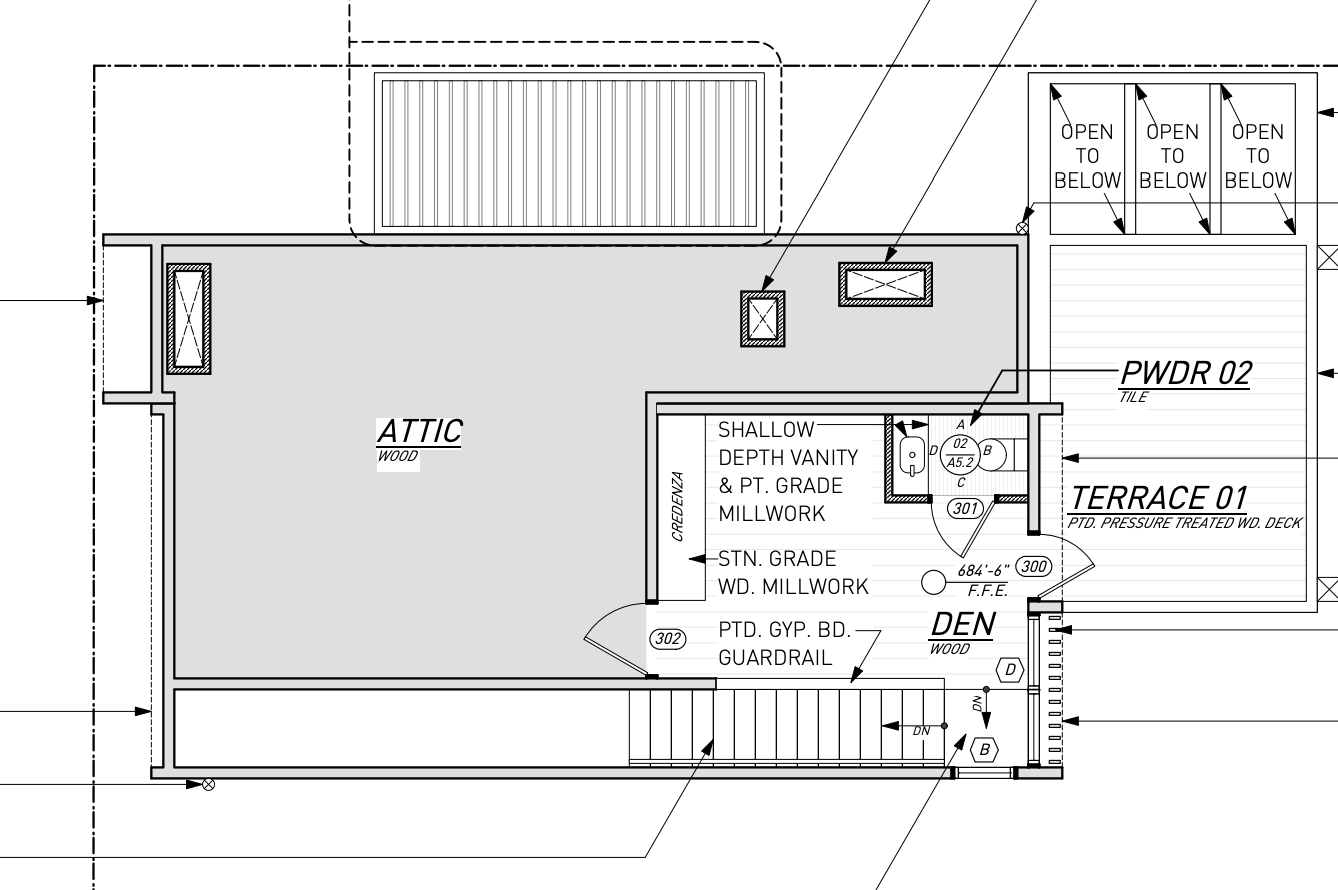 OPEN
TO
BELOW
OPEN
TO
BELOW
OPEN
TO
BELOW
PWDR 02
TILE
ATTIC
WOOD
SHALLOW
DEPTH VANITY
& PT. GRADE
MILLWORK
A
D
02
A5.2
B
C
CREDENZA
301
TERRACE 01
PTD. PRESSURE TREATED WD. DECK
STN. GRADE
WD. MILLWORK
684'-6"
F.F.E.
300
302
PTD. GYP. BD.
GUARDRAIL
DEN
WOOD
D
DN
DN
B